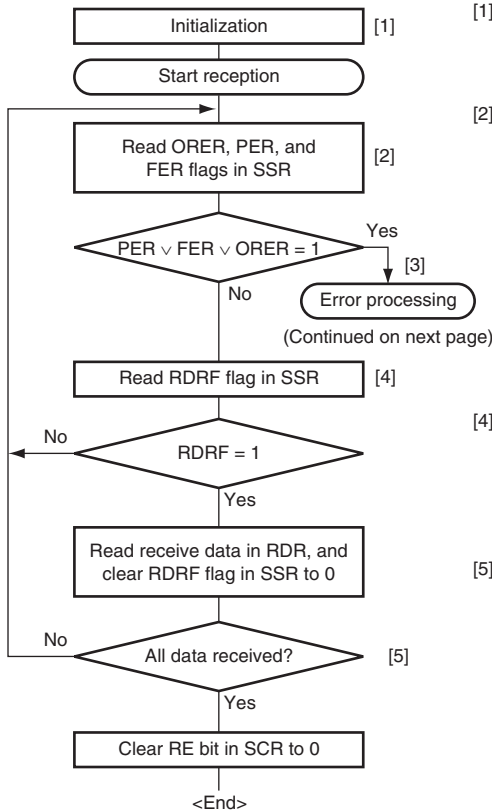 Initialization [1]
Start reception
Read ORER, PER, and
FER flags in SSR
[2]
PER ∨ FER ∨ ORER = 1
Yes
[3]
No
Error processing
(Continued on next page)
Read RDRF flag in SSR [4]
No
RDRF = 1
Yes
Read receive data in RDR, and
clear RDRF flag in SSR to 0
No
All data received? [5]
Yes
Clear RE bit in SCR to 0
<End>
[1]
[2]
[4]
[5]